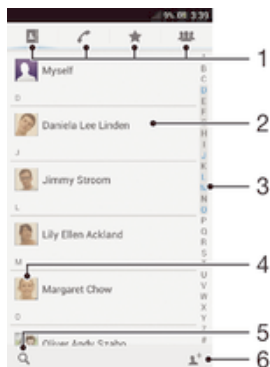 9% 3:39
1
Myself
D
Daniela Lee Linden
2
J
Jimmy Stroom
3
L
Lily Ellen Ackland
M
Margaret Chow
4
O
Oliver Andy Szabo
5
6
B
C
D
E
F
G
H
I
J
K
L
N
O
P
Q
R
S
T
U
V
W
X
Y
Z
#